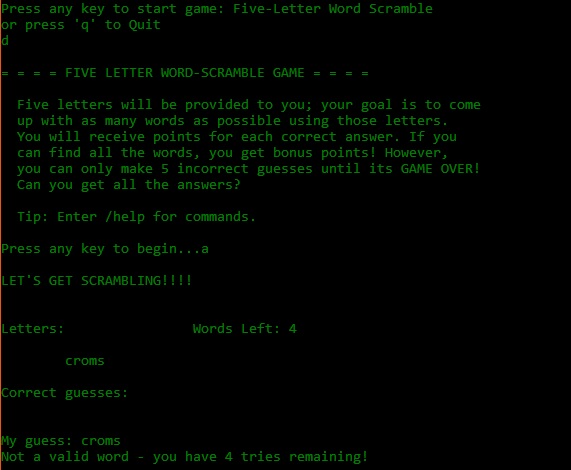 Press any key to start game: Five-Letter Word Scramble
or press 'q' to Quit
d
= = = = FIVE LETTER WORD-SCRAMBLE GAME = = = =
Five letters will be provided to you; your goal is to come
up with as many words as possible using those letters.
You will receive points for each correct answer. If you
can find all the words, you get bonus points! However,
you can only make 5 incorrect guesses until its GAME OVER!
Can you get all the answers?
Tip: Enter /help for commands.
Press any key to begin...a
LET'S GET SCRAMBLING!!!!
Letters: Words Left: 4
croms
Correct guesses:
My guess: croms
Not a valid word - you have 4 tries remaining!